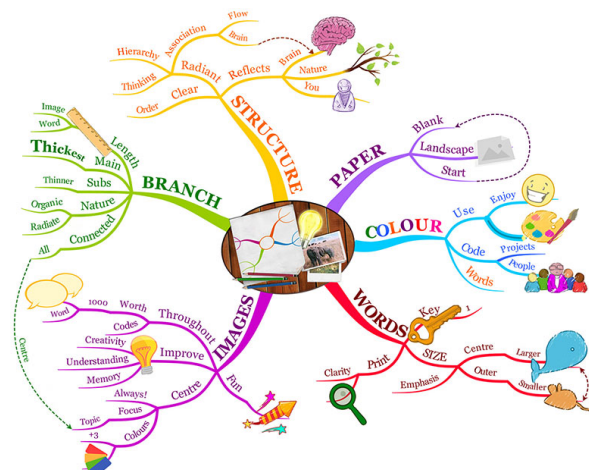 STRUCTURE
Radiant
Association
Flow
Brain
Hierarchy
Thinking
Clear
Order
Reflects
Brain
Nature
You
PAPER
Blank
Landscape
Start
COLOUR
Use
Enjoy
Code
Projects
People
Words
WORDS
Key
1
SIZE
Centre
Larger
Outer
Smaller
Emphasis
Print
Clarity
IMAGES
Throughout
Worth
1000
Word
Codes
Improve
Creativity
Understanding
Memory
Centre
Always!
Focus
Topic
Colours
+3
Fun
BRANCH
Length
Image
Word
Main
Thickest
Subs
Thinner
Nature
Organic
Radiate
Connected
All
Centre